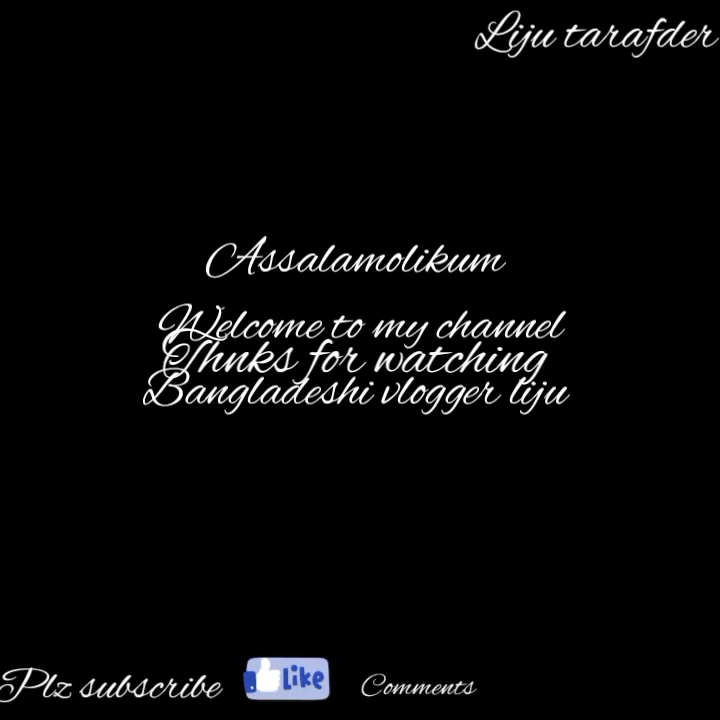 Liju tarafder
Assalamolikum
Welcome to my channel
Thnks for watching
Bangladeshi vlogger liju
Plz subscribe Like Comments